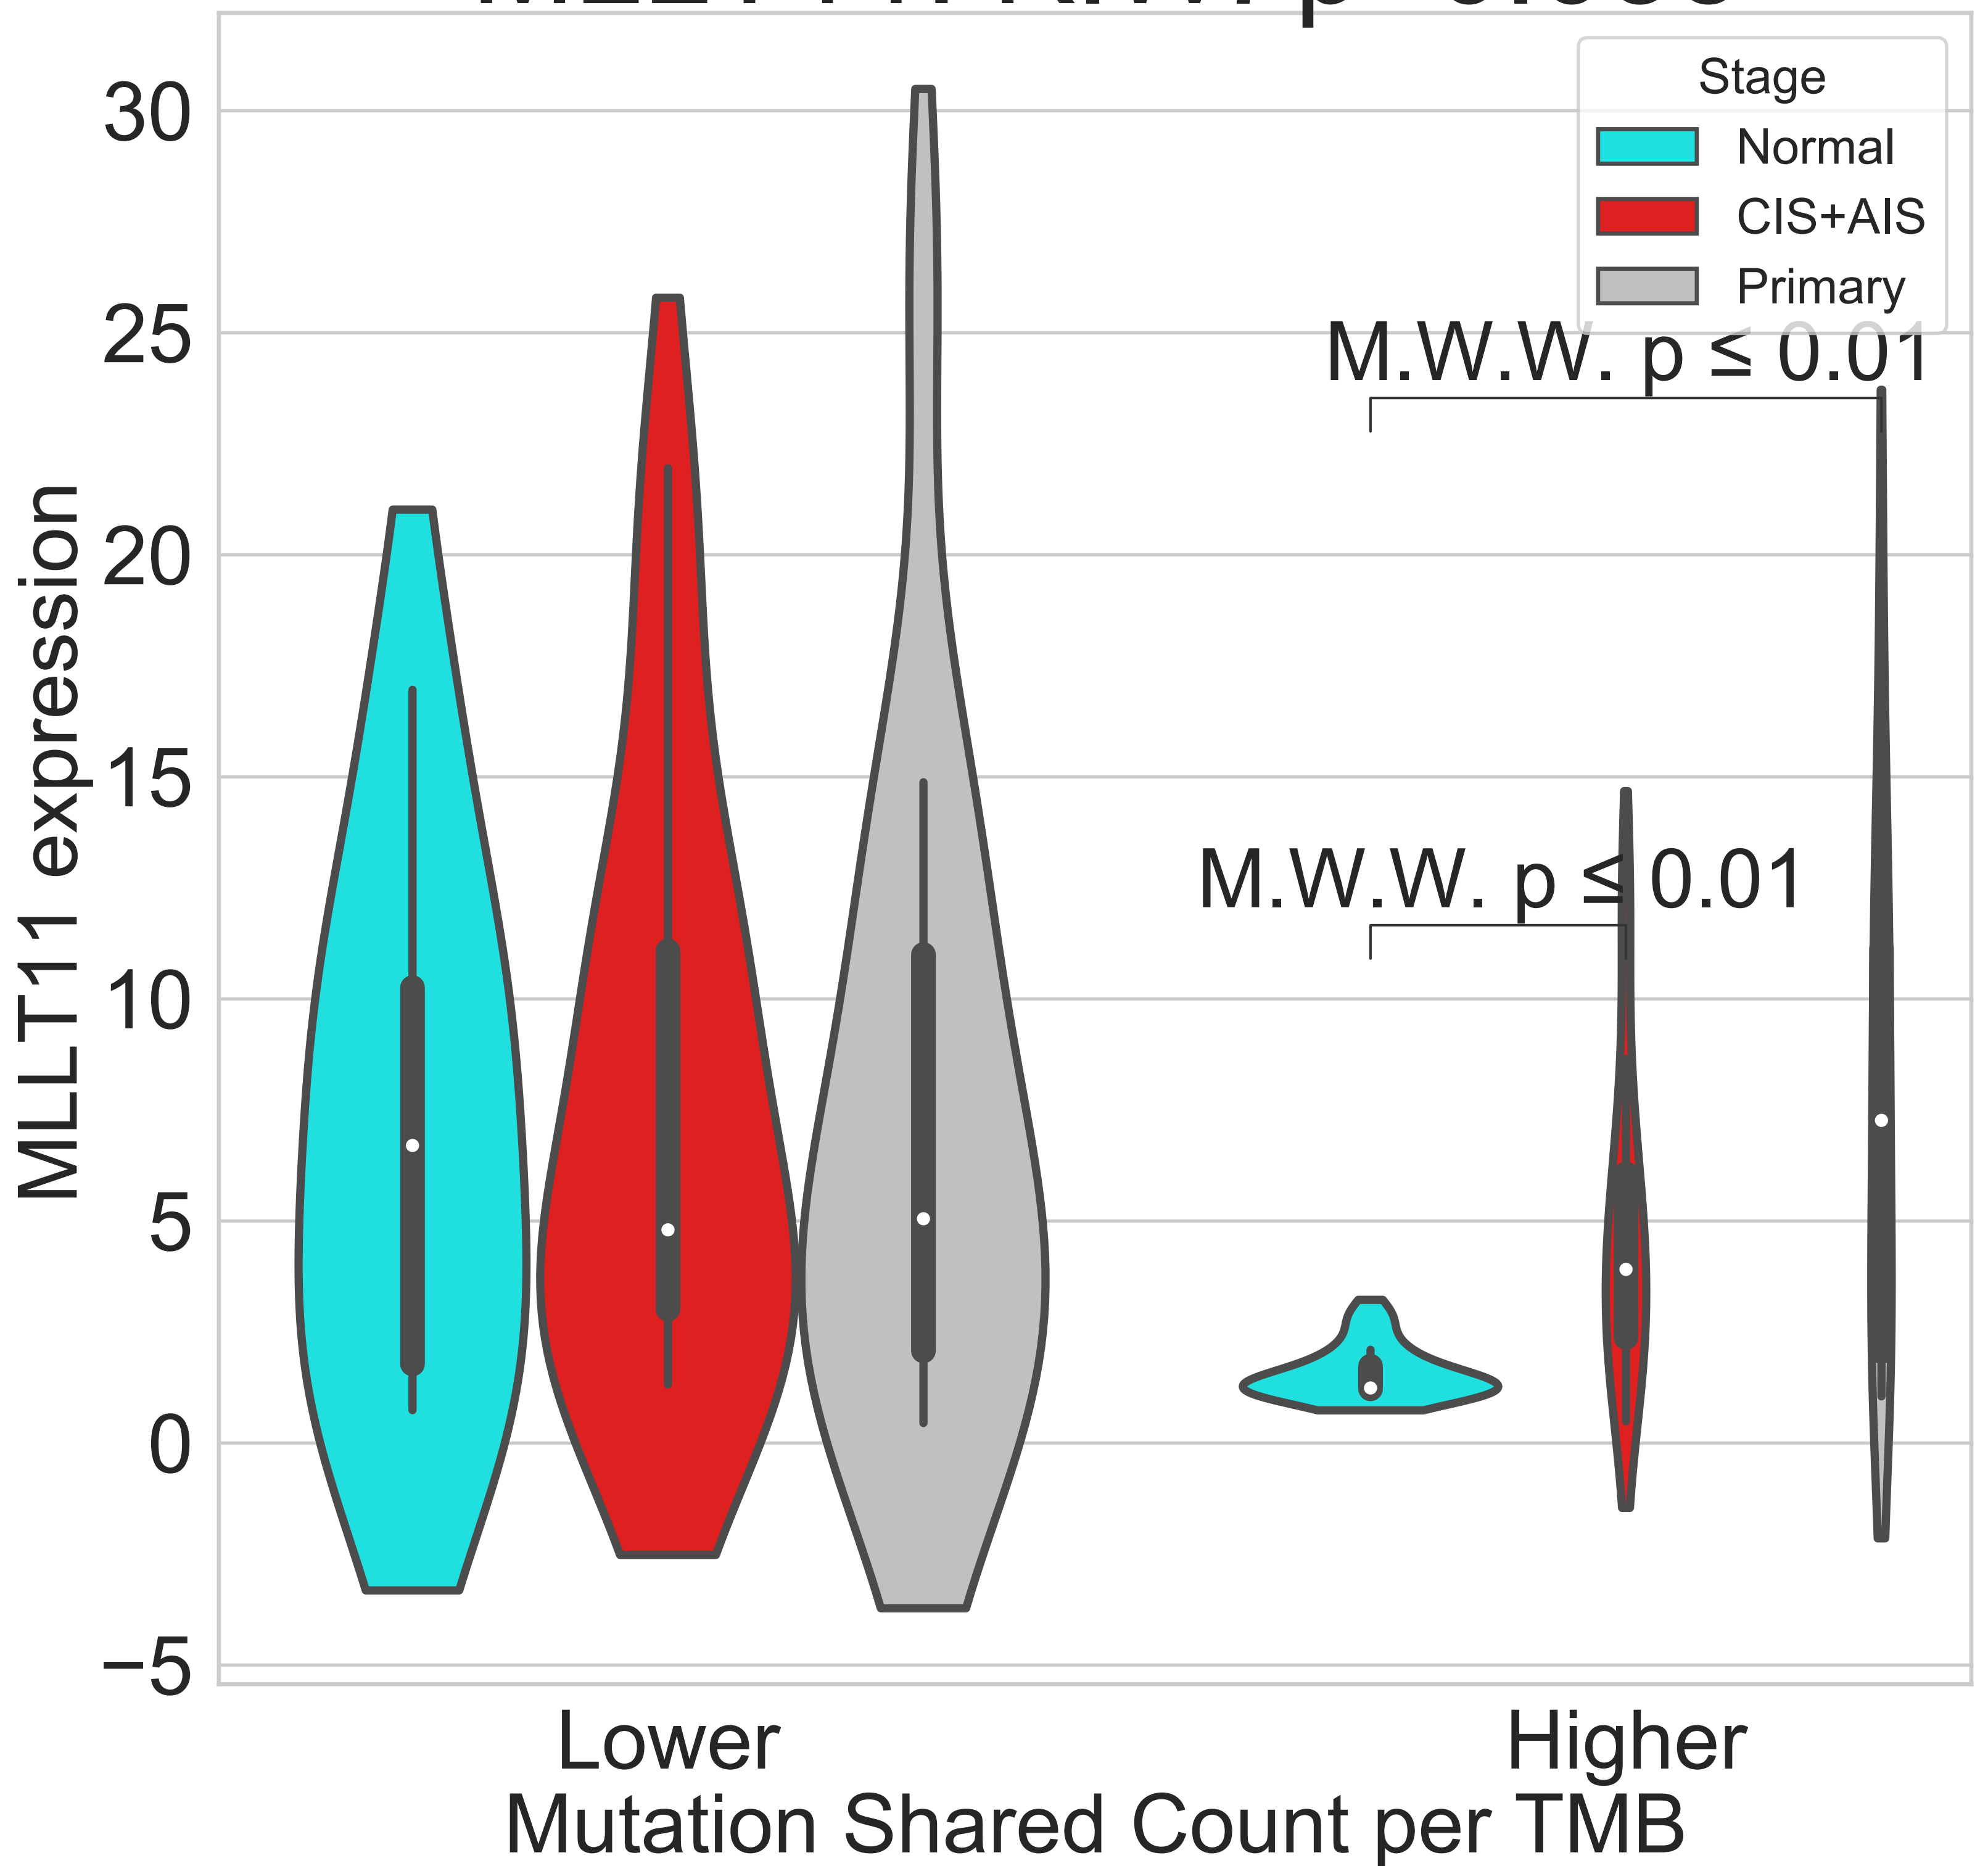 Stage
Normal
CIS+AIS
Primary
30
25
20
15
10
5
0
−5
MLLT11 expression
M.W.W. p ≤ 0.01
M.W.W. p ≤ 0.01
Lower
Higher
Mutation Shared Count per TMB